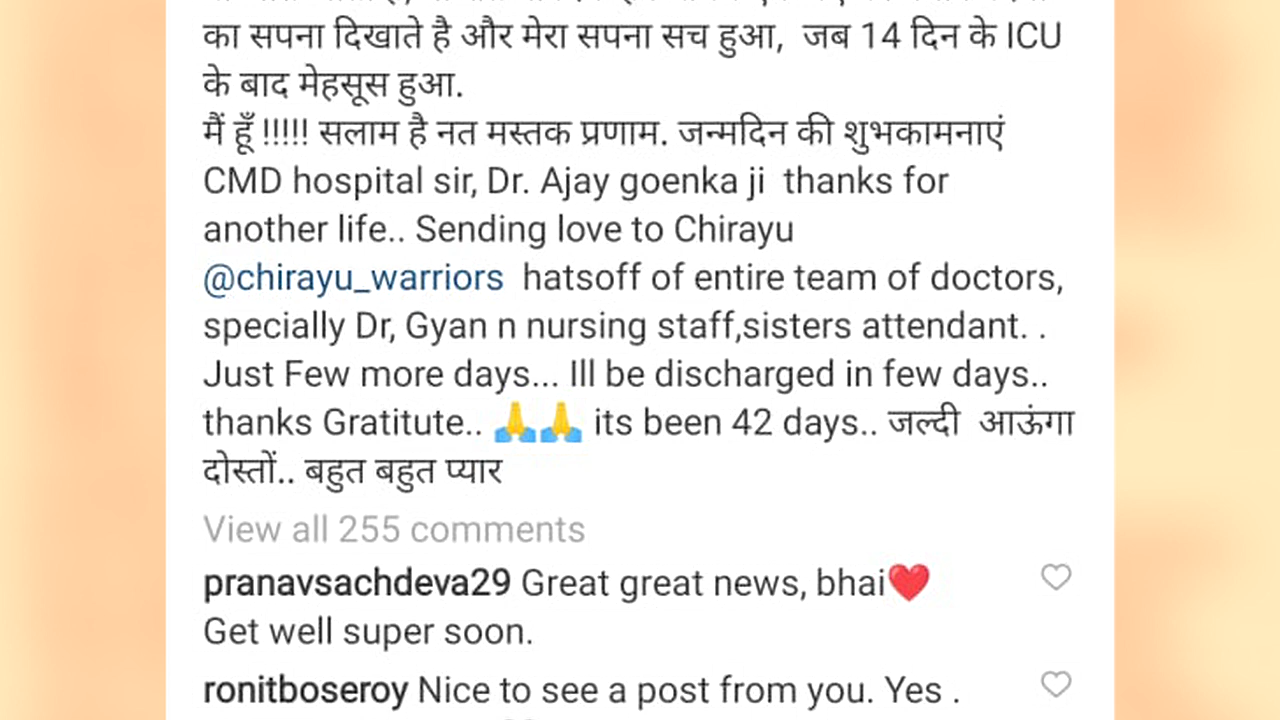 का सपना दिखाते है और मेरा सपना सच हुआ, जब 14 दिन के ICU
के बाद मेहसूस हुआ.
मैं हूँ !!!!! सलाम है नत मस्तक प्रणाम. जन्मदिन की शुभकामनाएं
CMD hospital sir, Dr. Ajay goenka ji thanks for
another life.. Sending love to Chirayu
@chirayu_warriors hatsoff of entire team of doctors,
specially Dr, Gyan n nursing staff,sisters attendant. .
Just Few more days... Ill be discharged in few days..
thanks Gratitute.. 🙏🙏 its been 42 days.. जल्दी आऊंगा
दोस्तों.. बहुत बहुत प्यार
View all 255 comments
pranavsachdeva29 Great great news, bhai❤️
Get well super soon.
ronitboseroy Nice to see a post from you. Yes .